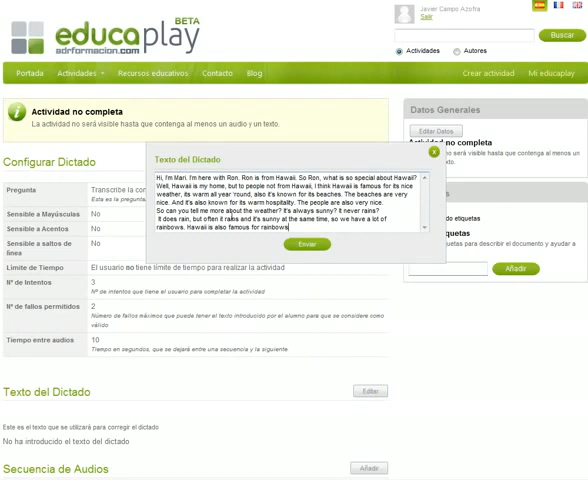 Javier Campo Azofra
Salir
BETA
educaplay
adrformacion.com
Buscar
Actividades Autores
Portada Actividades Recursos educativos Contacto Blog Crear actividad Mi educaplay
Actividad no completa
La actividad no será visible hasta que contenga al menos un audio y un texto.
Datos Generales
Editar Datos
Actividad no completa
La actividad no será visible hasta que contenga al menos un
Configurar Dictado
Texto del Dictado
x
Hi, I'm Mari. I'm here with Ron. Ron is from Hawaii. So Ron, what is so special about Hawaii?
Well, Hawaii is my home, but to people not from Hawaii, I think Hawaii is famous for its nice
weather, its warm all year 'round, also it's known for its beaches. The beaches are very
nice. And it's also known for its warm hospitality. The people are also very nice.
So can you tell me more about the weather? It's always sunny? It never rains?
It does rain, but often it rains and it's sunny at the same time, so we have a lot of
rainbows. Hawaii is also famous for rainbows
Enviar
Pregunta Transcribe la
Esta es la
Sensible a Mayúsculas No
Sensible a Acentos No
Sensible a saltos de línea No
Límite de Tiempo El usuario no tiene límite de tiempo para realizar la actividad
Nº de Intentos 3
Nº de intentos que tiene el usuario para completar la actividad
Nº de fallos permitidos 2
Número de fallos máximos que puede tener el texto introducido por el alumno para que se considere como
válido
Tiempo entre audios 10
Tiempo en segundos, que se dejará entre una secuencia y la siguiente
etiquetas
para describir el documento y ayudar a
Añadir
Texto del Dictado Editar
Este es el texto que se utilizará para corregir el dictado
No ha introducido el texto del dictado
Secuencia de Audios Añadir